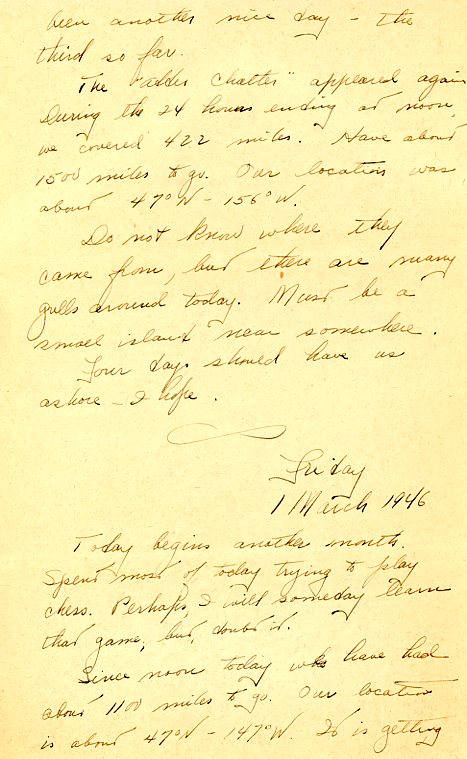 been another nice day - the
third so far.
The "adder Chatter" appeared again
During the 24 hours ending at noon,
we covered 422 miles. Have about
1500 miles to go. Our location was
about 47°N - 156°W.
Do not know where they
came from, but there are many
gulls around today. Must be a
small island near somewhere.
Four days should have us
ashore - I hope.
Friday
1 March 1946
Today begins another month.
Spent most of today trying to play
chess. Perhaps, I will someday learn
that game; but, doubt it.
Since noon today we have had
about 1100 miles to go. Our location
is about 47°N - 147°W. It is getting